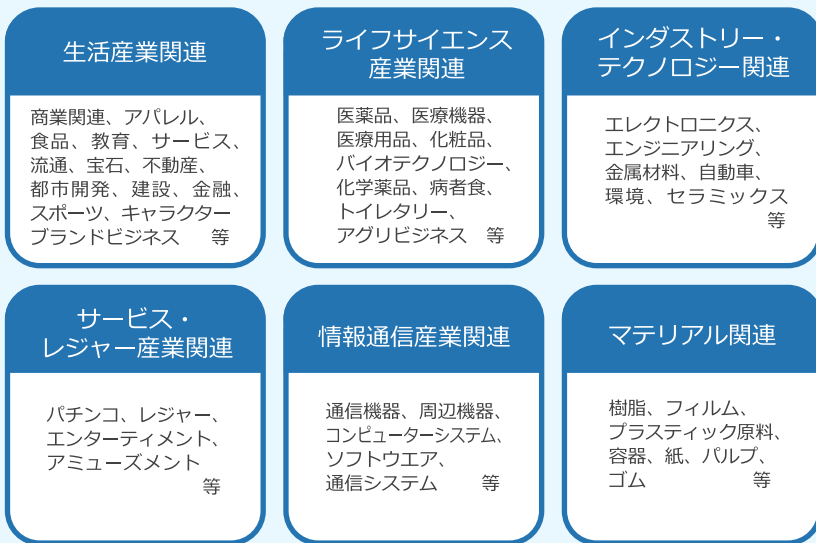 生活産業関連
商業関連、アパレル、
食品、教育、サービス、
流通、宝石、不動産、
都市開発、建設、金融、
スポーツ、キャラクター
ブランドビジネス　等
ライフサイエンス
産業関連
医薬品、医療機器、
医療用品、化粧品、
バイオテクノロジー、
化学薬品、病者食、
トイレタリー、
アグリビジネス　等
インダストリー・
テクノロジー関連
エレクトロニクス、
エンジニアリング、
金属材料、自動車、
環境、セラミックス
等
サービス・
レジャー産業関連
パチンコ、レジャー、
エンターティメント、
アミューズメント
等
情報通信産業関連
通信機器、周辺機器、
コンピューターシステム、
ソフトウエア、
通信システム　　等
マテリアル関連
樹脂、フィルム、
プラスティック原料、
容器、紙、パルプ、
ゴム　　　　　等